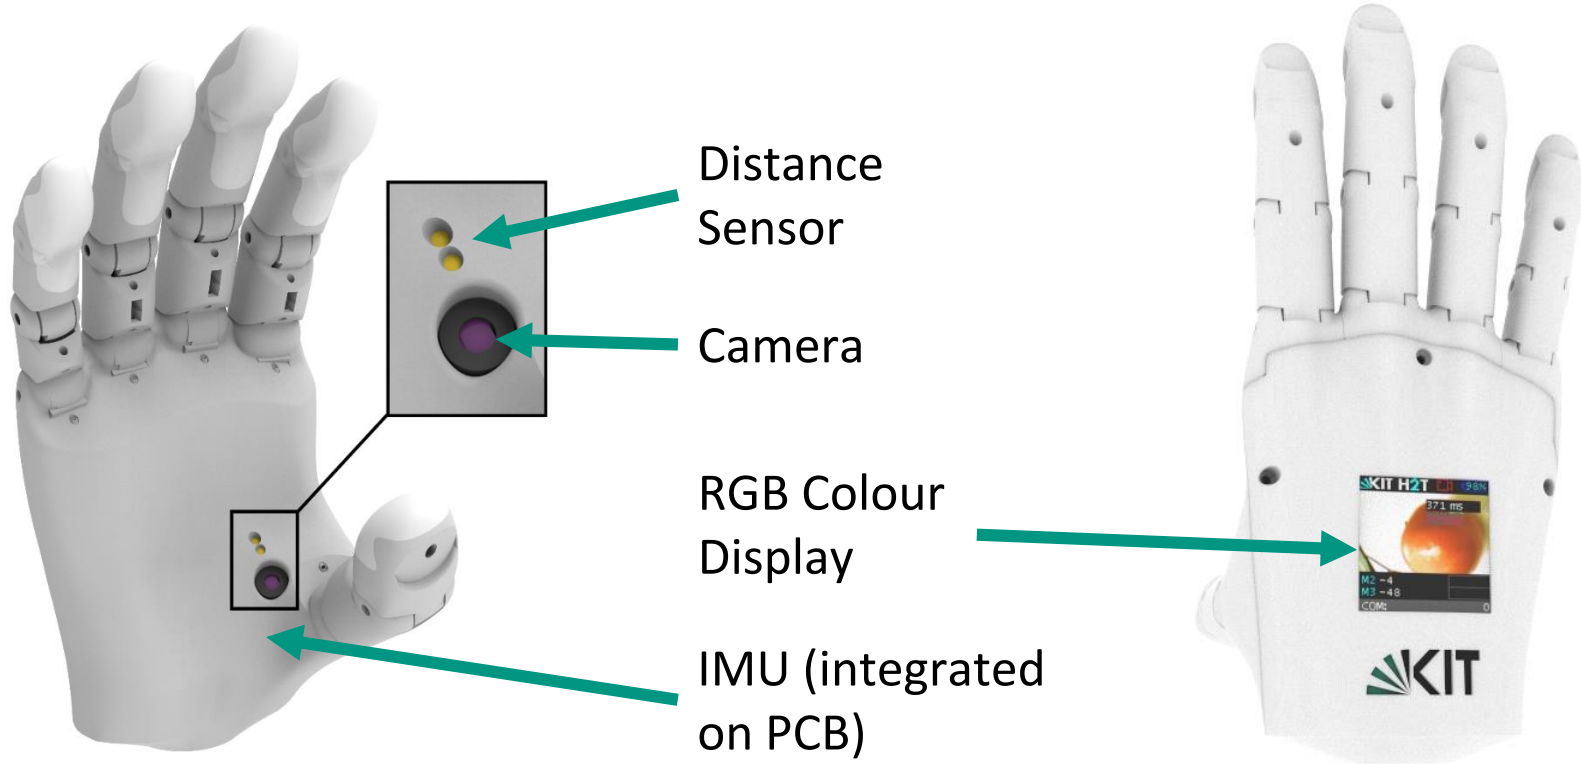 Distance
Sensor
Camera
RGB Colour
Display
IMU (integrated
on PCB)
KIT H2T 98%
371 ms
M2 -4
M3 -48
COM: 0
KIT